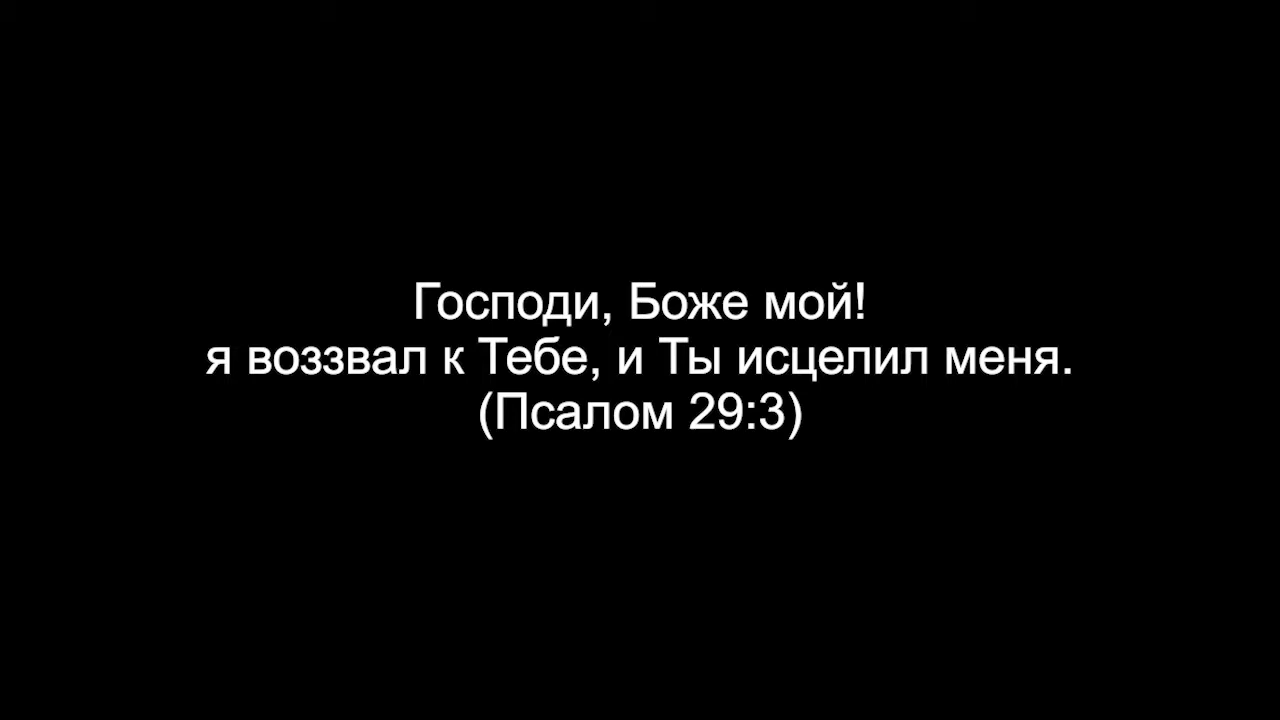 Господи, Боже мой!
я воззвал к Тебе, и Ты исцелил меня.
(Псалом 29:3)